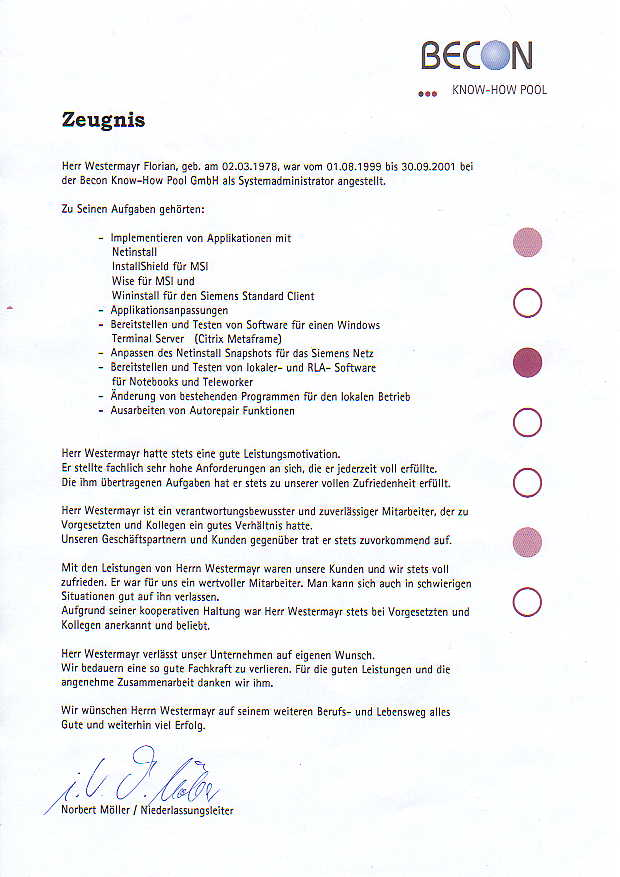 BECON
KNOW-HOW POOL
Zeugnis
Herr Westermayr Florian, geb. am 02.03.1978, war vom 01.08.1999 bis 30.09.2001 bei
der Becon Know-How Pool GmbH als Systemadministrator angestellt.
Zu Seinen Aufgaben gehörten:
- Implementieren von Applikationen mit
Netinstall
InstallShield für MSI
Wise für MSI und
Wininstall für den Siemens Standard Client
- Applikationsanpassungen
- Bereitstellen und Testen von Software für einen Windows
Terminal Server (Citrix Metaframe)
- Anpassen des Netinstall Snapshots für das Siemens Netz
- Bereitstellen und Testen von lokaler- und RLA- Software
für Notebooks und Teleworker
- Änderung von bestehenden Programmen für den lokalen Betrieb
- Ausarbeiten von Autorepair Funktionen
Herr Westermayr hatte stets eine gute Leistungsmotivation.
Er stellte fachlich sehr hohe Anforderungen an sich, die er jederzeit voll erfüllte.
Die ihm übertragenen Aufgaben hat er stets zu unserer vollen Zufriedenheit erfüllt.
Herr Westermayr ist ein verantwortungsbewusster und zuverlässiger Mitarbeiter, der zu
Vorgesetzten und Kollegen ein gutes Verhältnis hatte.
Unseren Geschäftspartnern und Kunden gegenüber trat er stets zuvorkommend auf.
Mit den Leistungen von Herrn Westermayr waren unsere Kunden und wir stets voll
zufrieden. Er war für uns ein wertvoller Mitarbeiter. Man kann sich auch in schwierigen
Situationen gut auf ihn verlassen.
Aufgrund seiner kooperativen Haltung war Herr Westermayr stets bei Vorgesetzten und
Kollegen anerkannt und beliebt.
Herr Westermayr verlässt unser Unternehmen auf eigenen Wunsch.
Wir bedauern eine so gute Fachkraft zu verlieren. Für die guten Leistungen und die
angenehme Zusammenarbeit danken wir ihm.
Wir wünschen Herrn Westermayr auf seinem weiteren Berufs- und Lebensweg alles
Gute und weiterhin viel Erfolg.
Norbert Möller / Niederlassungsleiter